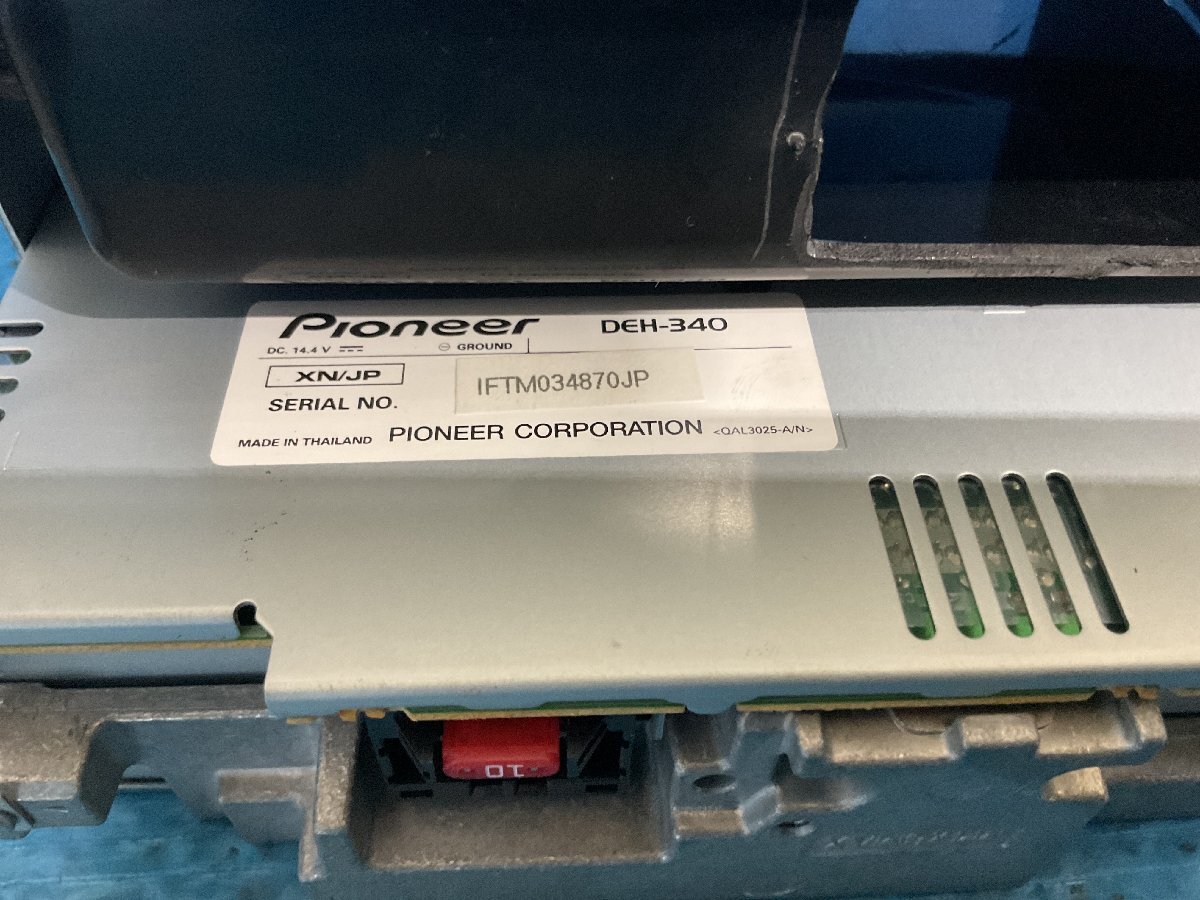 Pioneer DEH-340
DC. 14.4 V ⎓ ⊖ GROUND
XN/JP
SERIAL NO. IFTM034870JP
MADE IN THAILAND PIONEER CORPORATION <QAL3025-A/N>
10